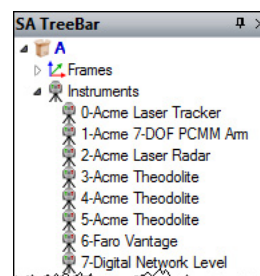 SA TreeBar
A
Frames
Instruments
0-Acme Laser Tracker
1-Acme 7-DOF PCMM Arm
2-Acme Laser Radar
3-Acme Theodolite
4-Acme Theodolite
5-Acme Theodolite
6-Faro Vantage
7-Digital Network Level